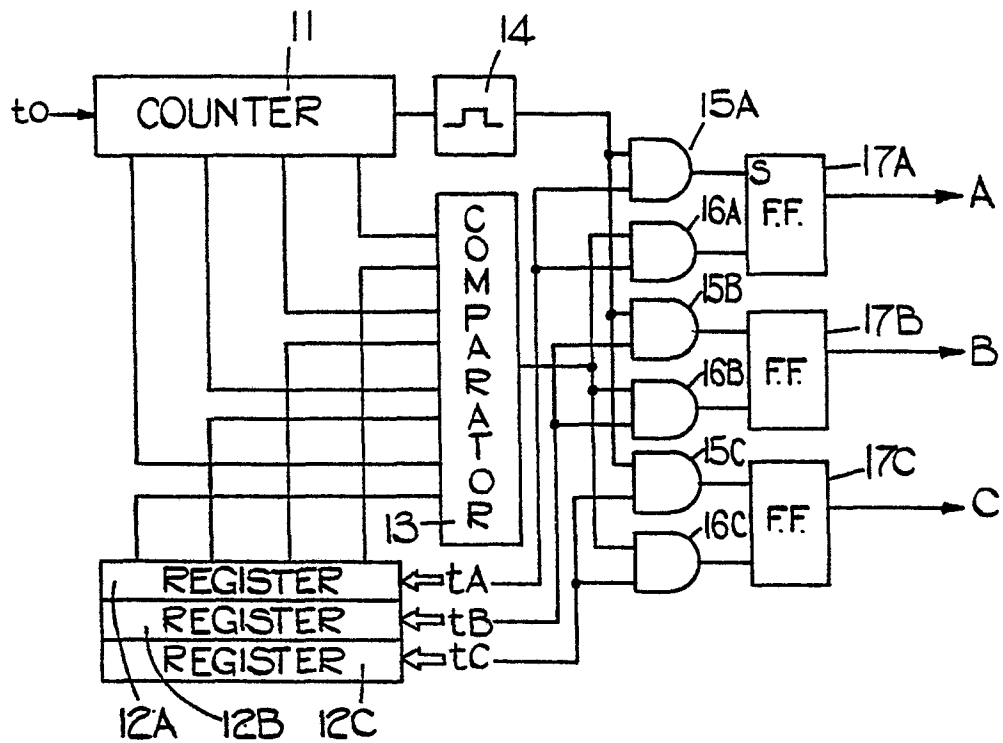 11
14
to
COUNTER
15A
S
17A
F.F.
A
16A
COMPARATOR
15B
17B
F.F.
B
16B
15C
17C
F.F.
C
16C
13
REGISTER
tA
REGISTER
tB
REGISTER
tC
12A
12B
12C